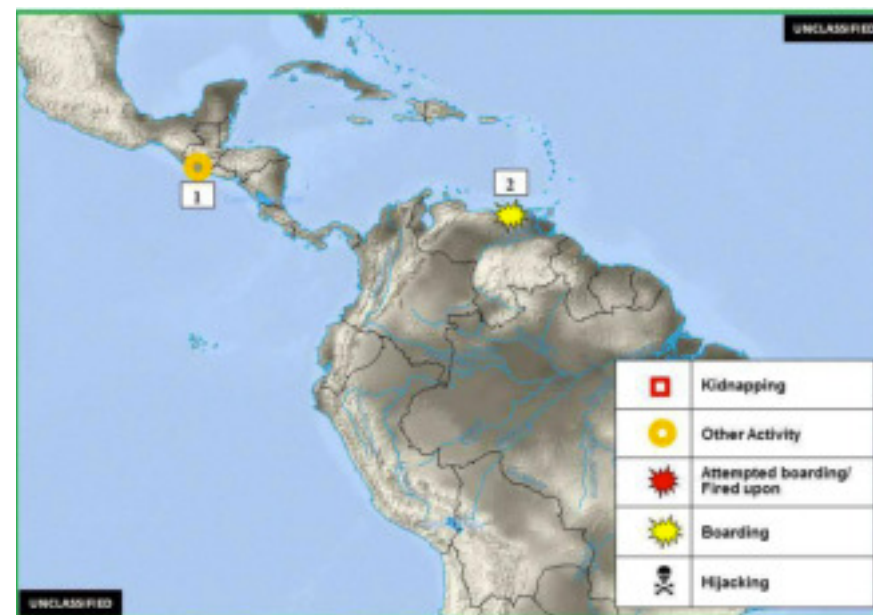 UNCLASSIFIED
1
2
Kidnapping
Other Activity
Attempted boarding/
Fired upon
Boarding
Hijacking
UNCLASSIFIED